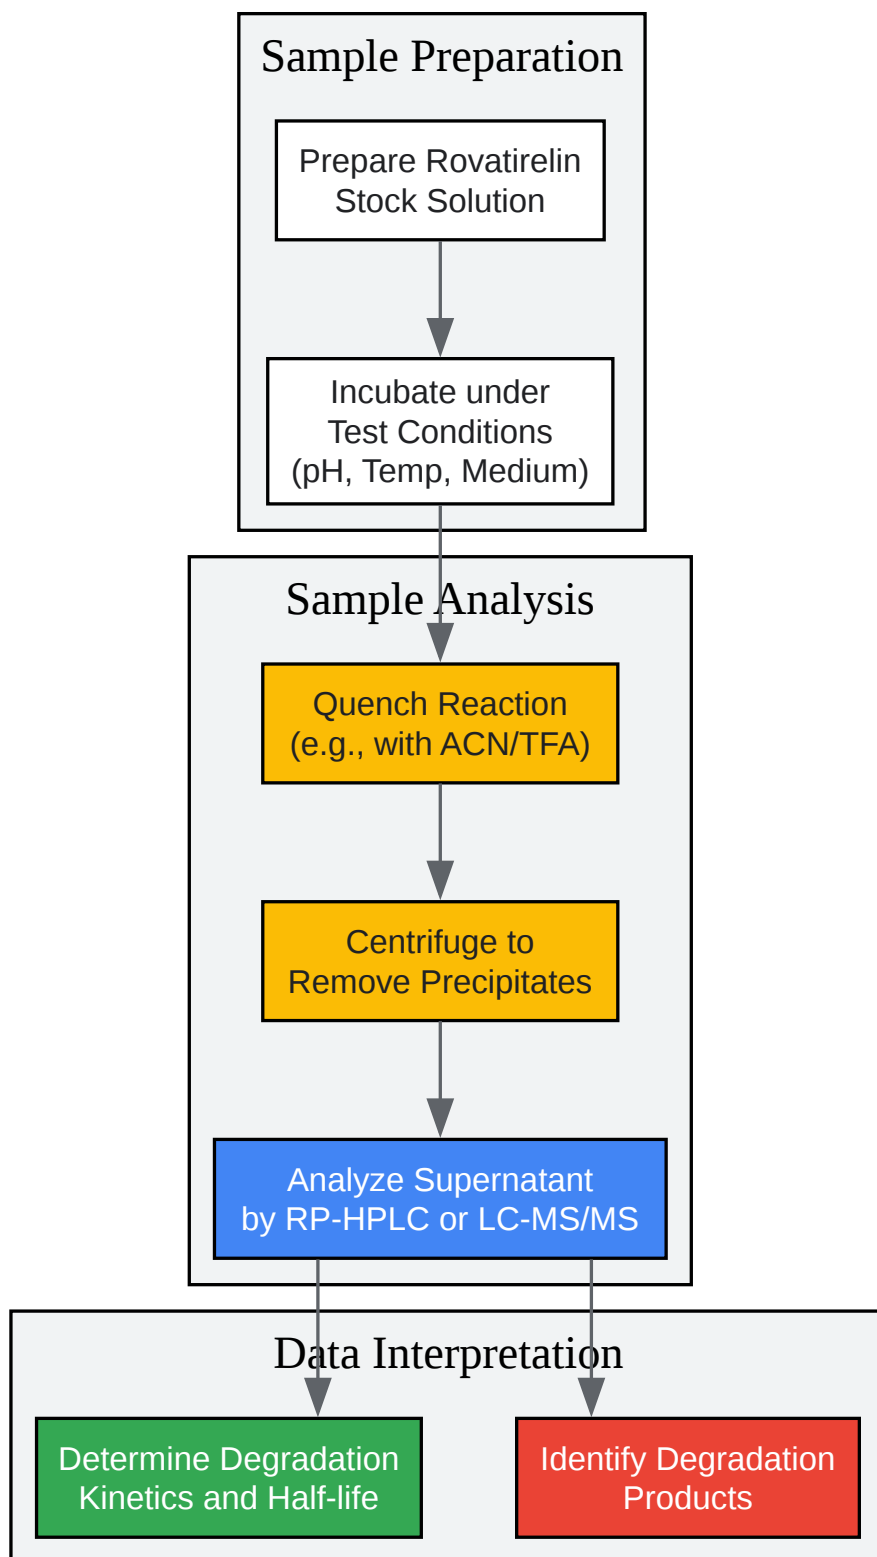 Sample Preparation
Prepare Rovatirelin
Stock Solution
Incubate under
Test Conditions
(pH, Temp, Medium)
Sample Analysis
Quench Reaction
(e.g., with ACN/TFA)
Centrifuge to
Remove Precipitates
Analyze Supernatant
by RP-HPLC or LC-MS/MS
Data Interpretation
Determine Degradation
Kinetics and Half-life
Identify Degradation
Products